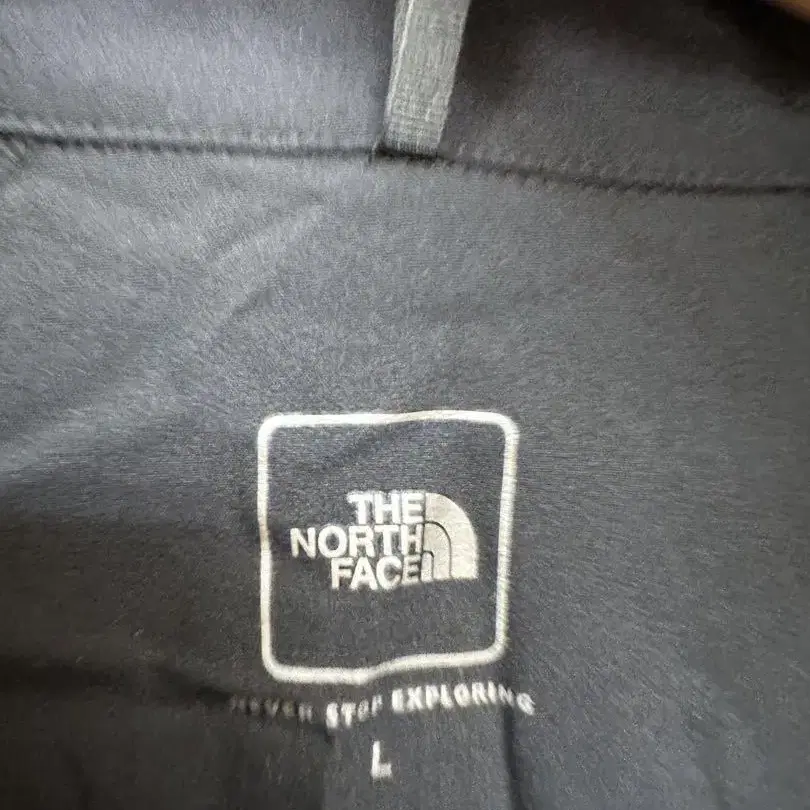 THE
NORTH
FACE
NEVER STOP EXPLORING
L